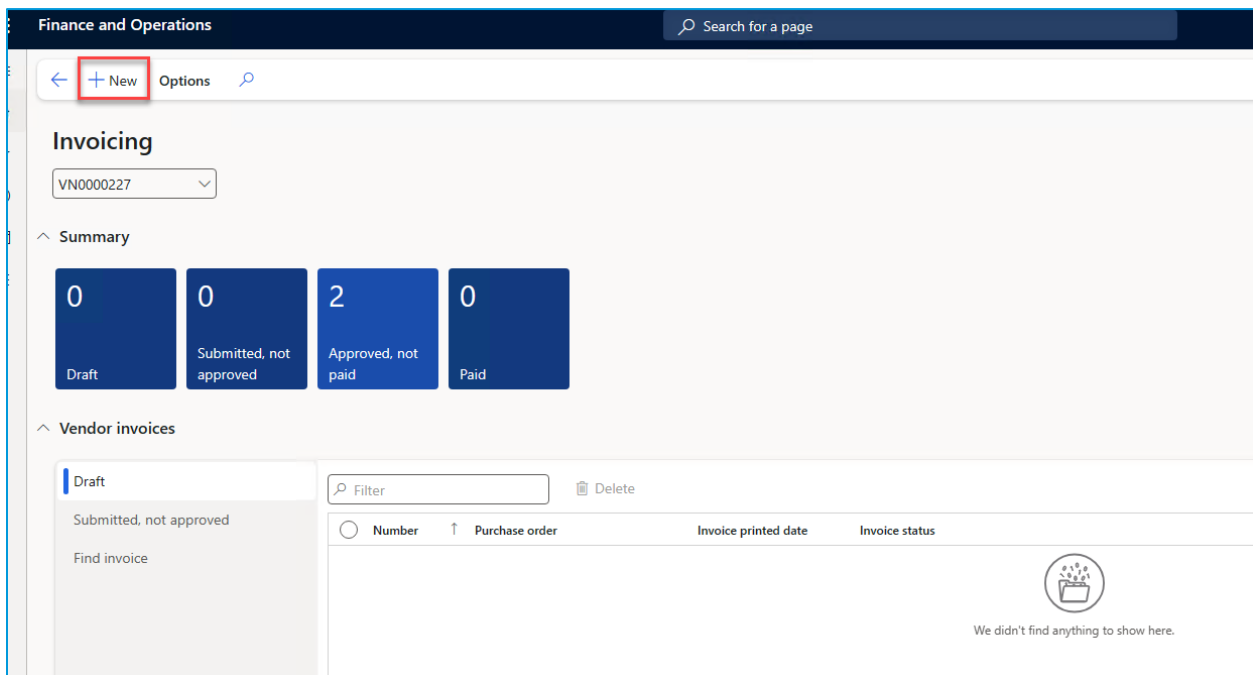 Finance and Operations
Search for a page
New Options
Invoicing
VN0000227
Summary
0
0
2
0
Draft
Submitted, not
approved
Approved, not
paid
Paid
Vendor invoices
Draft
Submitted, not approved
Find invoice
Filter
Delete
Number ↑ Purchase order Invoice printed date Invoice status
We didn't find anything to show here.